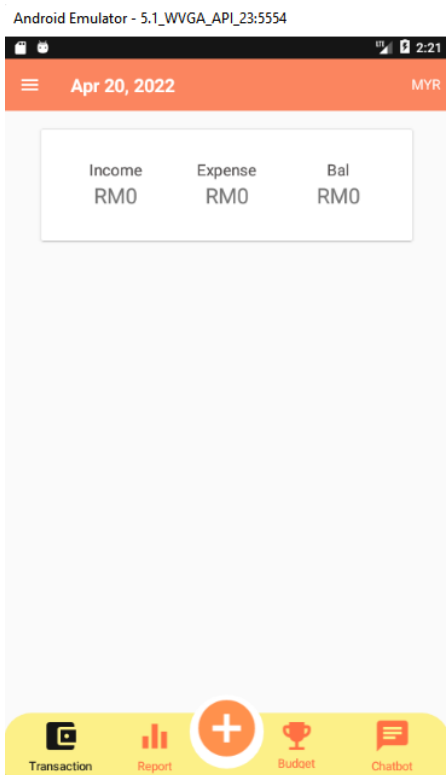 Android Emulator - 5.1_WVGA_API_23:5554
LTE 2:21
Apr 20, 2022 MYR
Income Expense Bal
RM0 RM0 RM0
Transaction Report Budget Chatbot